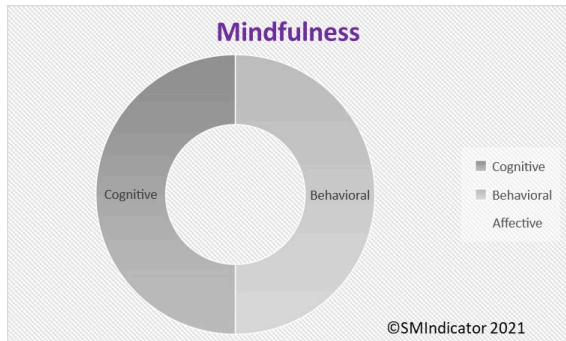 Mindfulness
Cognitive
Behavioral
Cognitive
Behavioral
Affective
©SMIndicator 2021